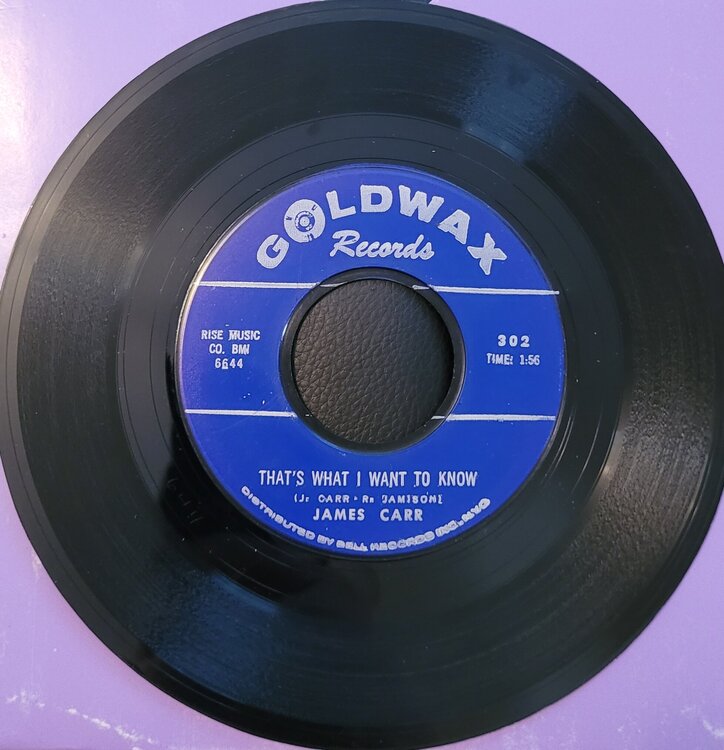 GOLDWAX
Records
RISE MUSIC
CO. BMI
6644
302
TIME: 1:56
THAT'S WHAT I WANT TO KNOW
(J: CARR - R: JAMISON)
JAMES CARR
DISTRIBUTED BY BELL RECORDS INC. NYC